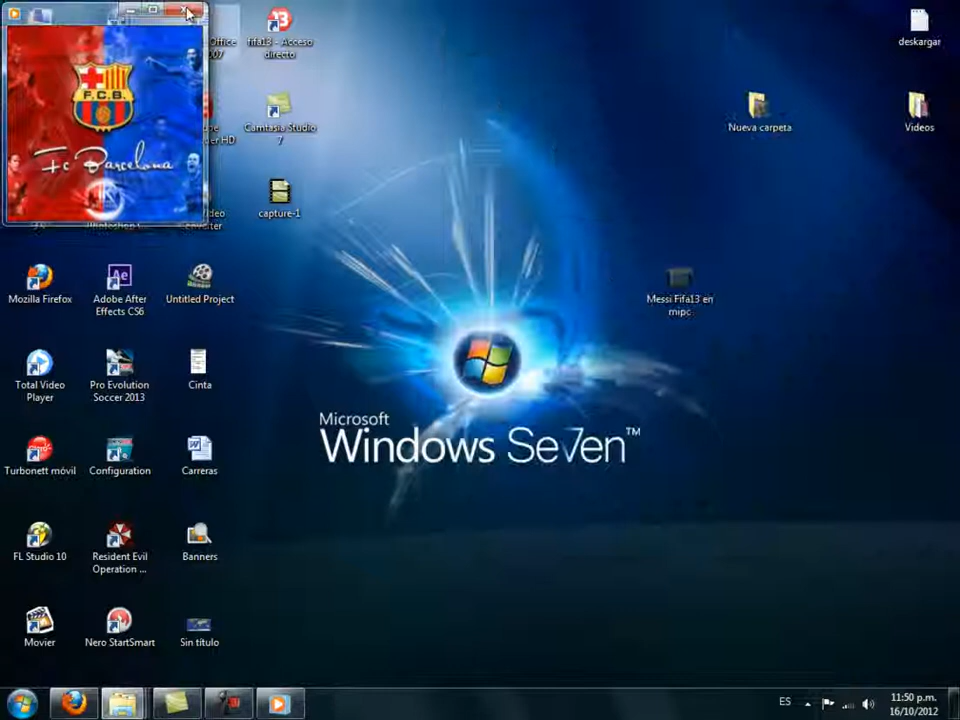 F.C.B.
Fc Barcelona
Office
fifa13 - Acceso
directo
Camtasia Studio
7
capture-1
deskargar
Nueva carpeta
Videos
Messi Fifa13 en
mipc
Mozilla Firefox
Adobe After
Effects CS6
Untitled Project
Total Video
Player
Pro Evolution
Soccer 2013
Cinta
Turbonett móvil
Configuration
Carreras
FL Studio 10
Resident Evil
Operation ...
Banners
Movier
Nero StartSmart
Sin título
Microsoft
Windows Se7en™
ES
11:50 p.m.
16/10/2012